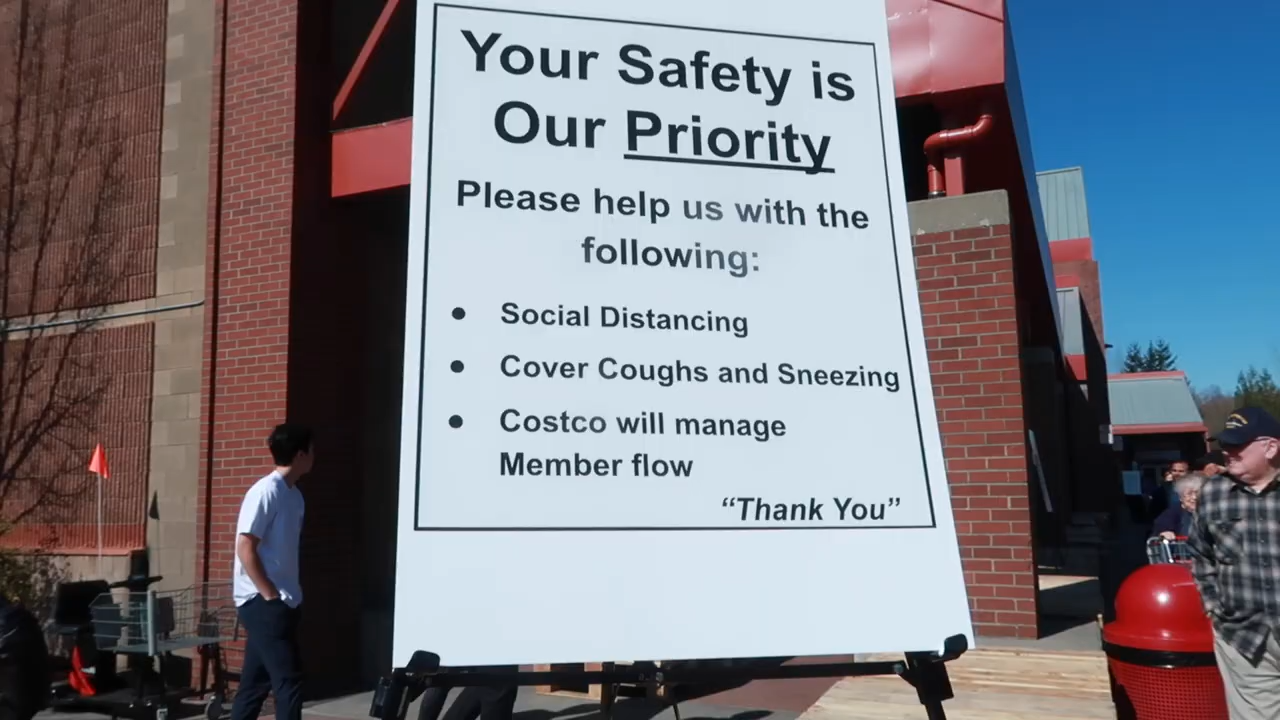 Your Safety is
Our Priority
Please help us with the
following:
• Social Distancing
• Cover Coughs and Sneezing
• Costco will manage
Member flow
“Thank You”